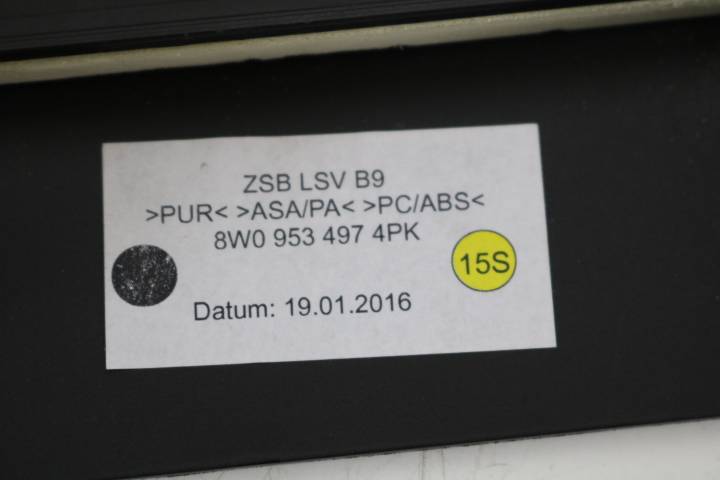 ZSB LSV B9
>PUR< >ASA/PA< >PC/ABS<
8W0 953 497 4PK
15S
Datum: 19.01.2016